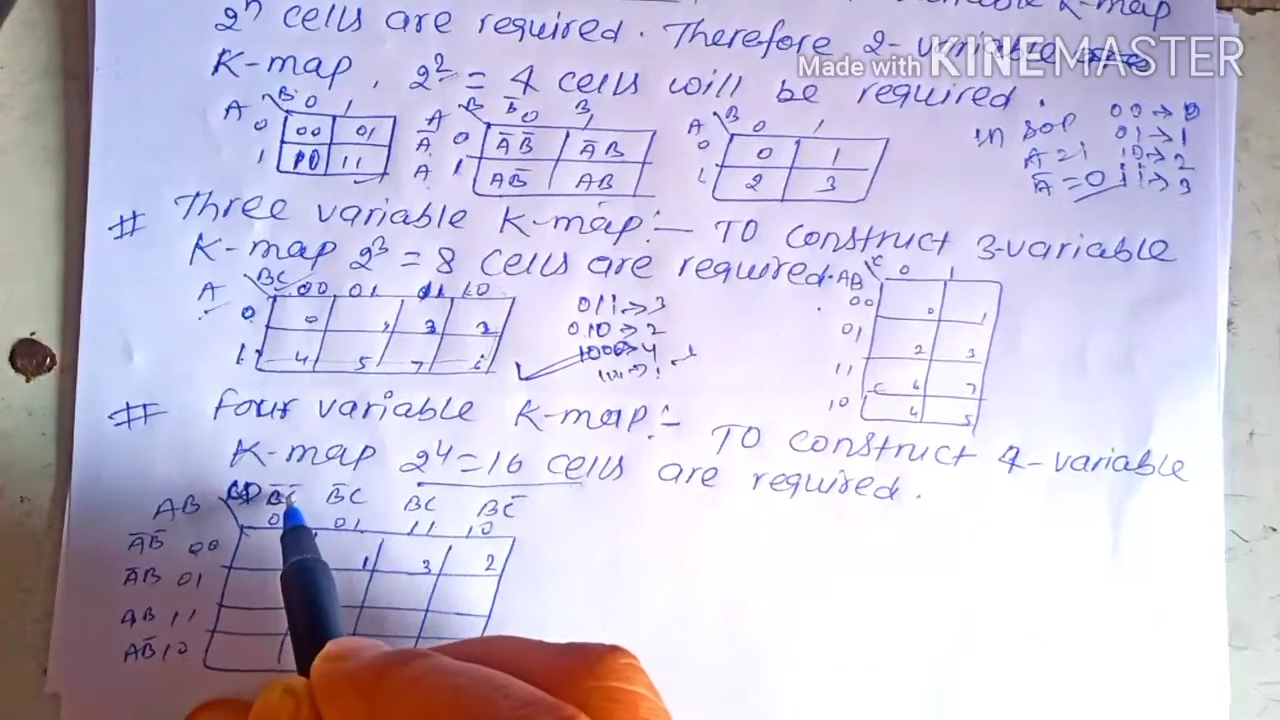 K-map
2ⁿ cells are required. Therefore 2-variable
Made with KINEMASTER
K-map, 2² = 4 cells will be required.
in SOP 00→0
01→1
A=1 10→2
Ā=0 11→3
A B 0 1
0 00 01
1 10 11
A B B̄ 0 1
Ā 0 ĀB̄ ĀB
A 1 AB̄ AB
A B 0 1
0 0 1
1 2 3
# Three variable K-map:- To construct 3-variable
K-map 2³ = 8 cells are required.
A BC 00 01 11 10
0 0 1 3 2
1 4 5 7 6
011→3
010→2
100→4
AB C 0 1
00 0 1
01 2 3
11 6 7
10 4 5
# four variable K-map:- To construct 4-variable
K-map 2⁴=16 cells are required.
AB CD B̄C̄ B̄C BC BC̄
0 01 11 10
ĀB̄ 00 1 3 2
ĀB 01
AB 11
AB̄ 10